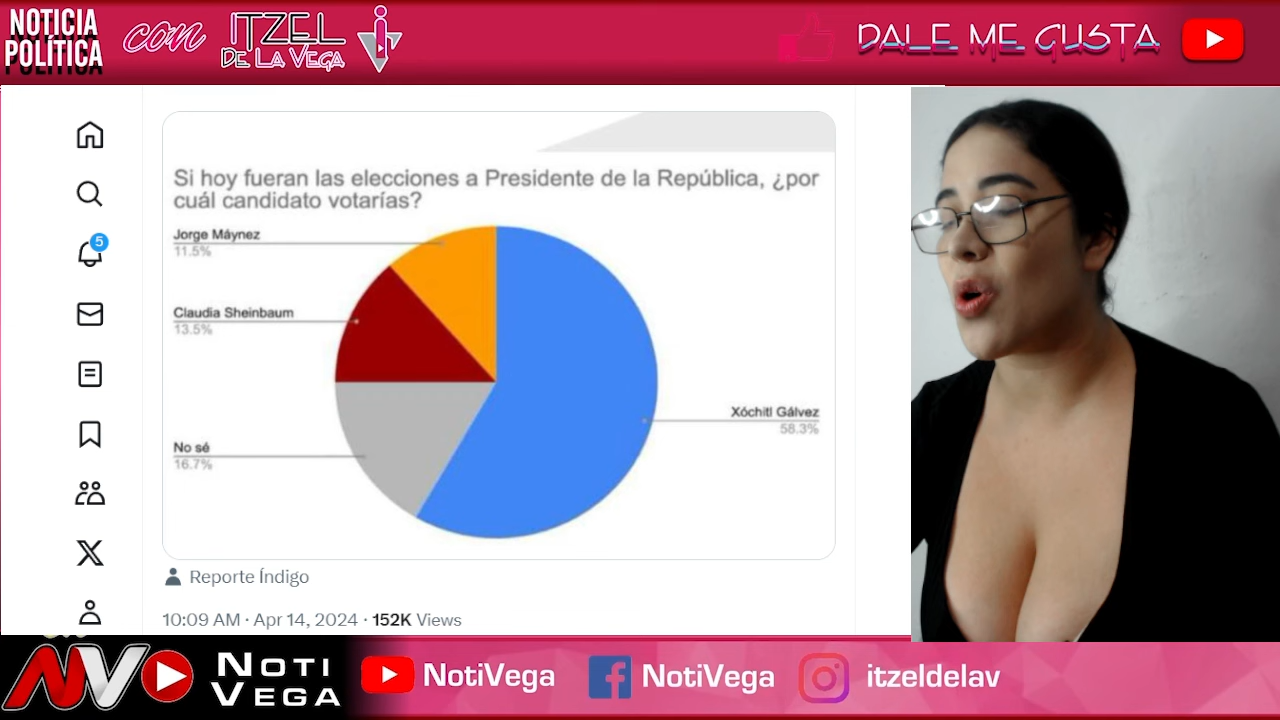 NOTICIA
POLÍTICA
con
ITZEL
DE LA VEGA
DALE ME GUSTA
5
Si hoy fueran las elecciones a Presidente de la República, ¿por
cuál candidato votarías?
Jorge Máynez
11.5%
Claudia Sheinbaum
13.5%
Xóchitl Gálvez
58.3%
No sé
16.7%
Reporte Índigo
10:09 AM · Apr 14, 2024 · 152K Views
NV
NOTI
VEGA
NotiVega
NotiVega
itzeldelav